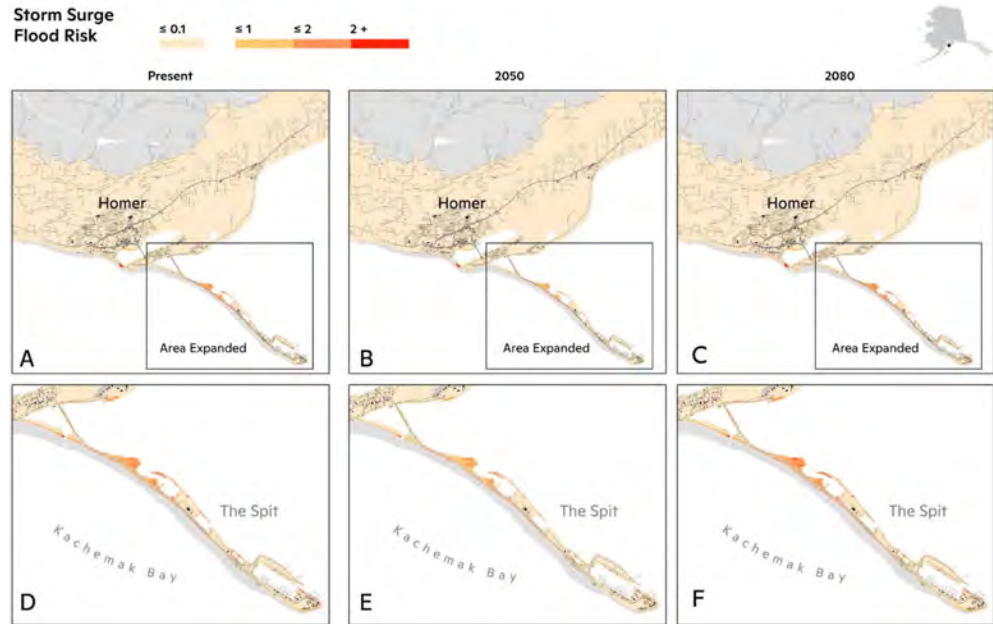 Storm Surge
Flood Risk
≤ 0.1
≤ 1
≤ 2
2 +
Present
2050
2080
Homer
Area Expanded
A
Homer
Area Expanded
B
Homer
Area Expanded
C
The Spit
Kachemak Bay
D
The Spit
Kachemak Bay
E
The Spit
Kachemak Bay
F